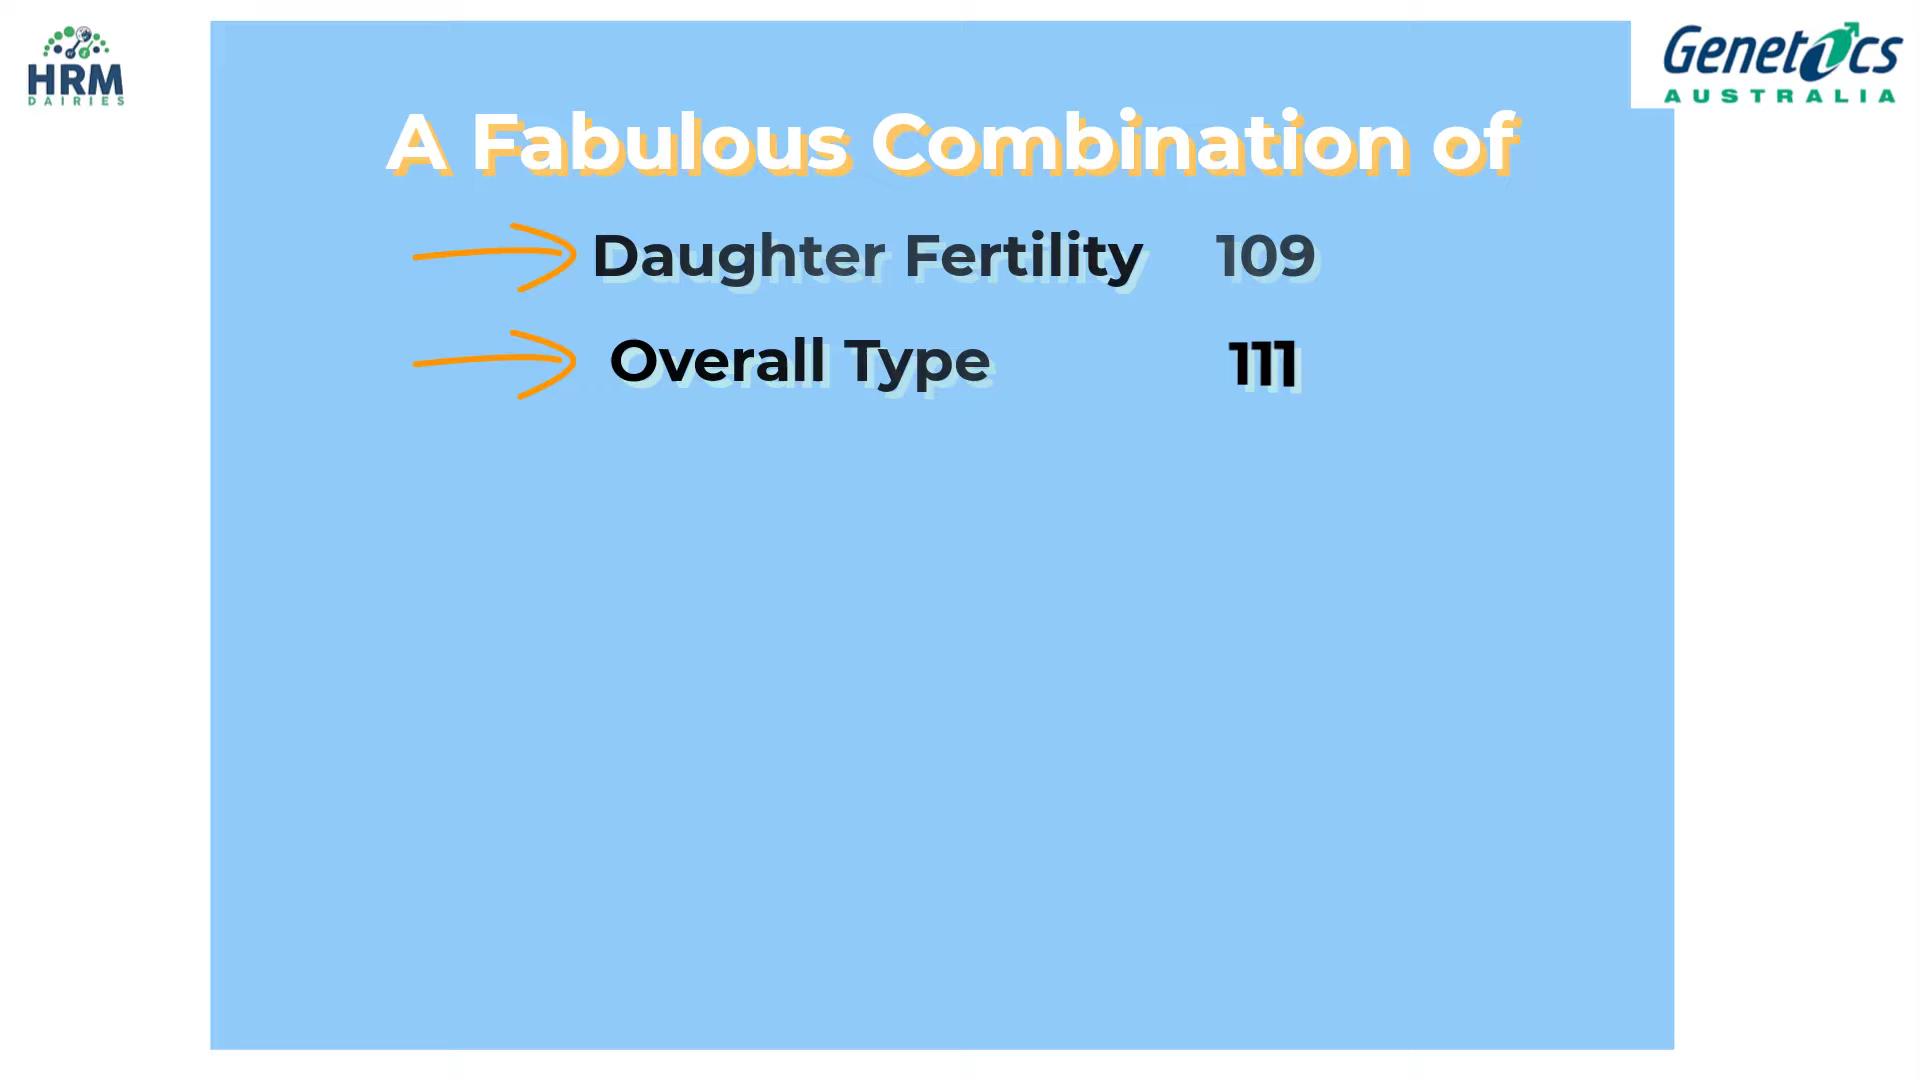 HRM
DAIRIES
Genetics
AUSTRALIA
A Fabulous Combination of
Daughter Fertility 109
Overall Type 111